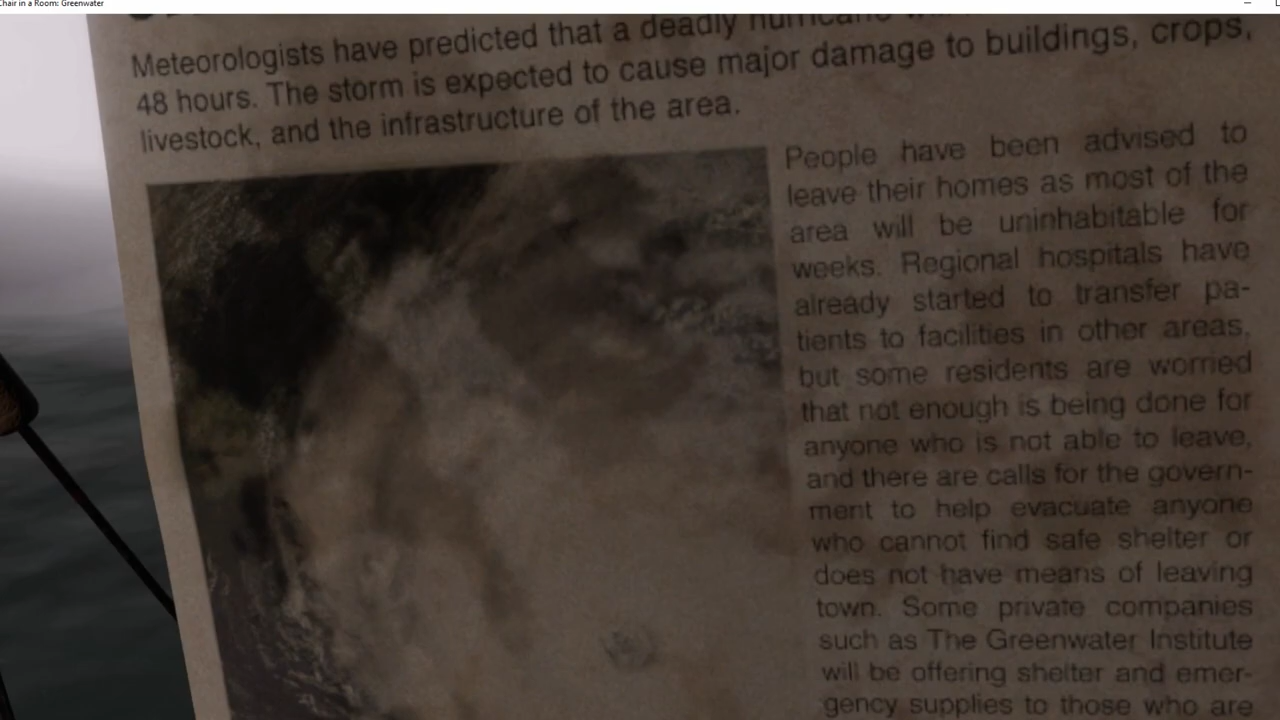 Chair in a Room: Greenwater
Meteorologists have predicted that a deadly hurricane
48 hours. The storm is expected to cause major damage to buildings, crops,
livestock, and the infrastructure of the area.
People have been advised to
leave their homes as most of the
area will be uninhabitable for
weeks. Regional hospitals have
already started to transfer pa-
tients to facilities in other areas,
but some residents are worried
that not enough is being done for
anyone who is not able to leave,
and there are calls for the govern-
ment to help evacuate anyone
who cannot find safe shelter or
does not have means of leaving
town. Some private companies
such as The Greenwater Institute
will be offering shelter and emer-
gency supplies to those who are